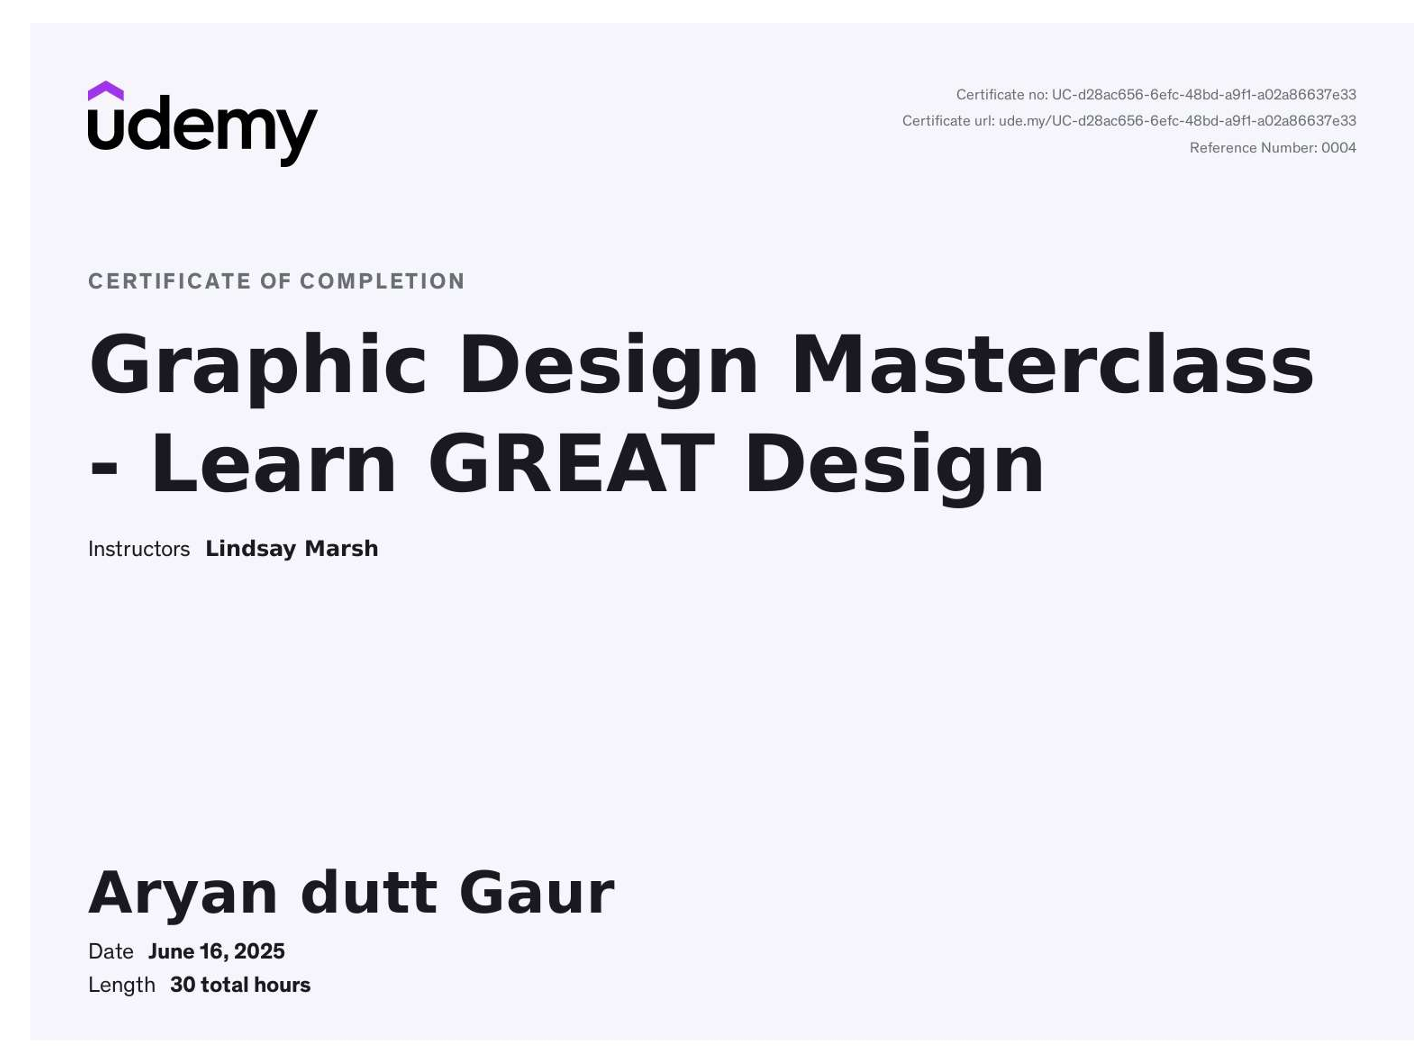 udemy
Certificate no: UC-d28ac656-6efc-48bd-a9f1-a02a86637e33
Certificate url: ude.my/UC-d28ac656-6efc-48bd-a9f1-a02a86637e33
Reference Number: 0004
CERTIFICATE OF COMPLETION
Graphic Design Masterclass
- Learn GREAT Design
Instructors Lindsay Marsh
Aryan dutt Gaur
Date June 16, 2025
Length 30 total hours